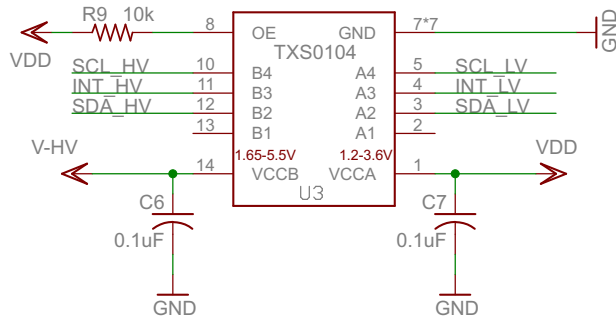 R9 10k
8 OE GND 7*7
VDD
TXS0104
GND
SCL_HV 10 B4 A4 5 SCL_LV
INT_HV 11 B3 A3 4 INT_LV
SDA_HV 12 B2 A2 3 SDA_LV
13 B1 A1 2
V-HV 1.65-5.5V 1.2-3.6V VDD
14 VCCB VCCA 1
U3
C6 C7
0.1uF 0.1uF
GND GND